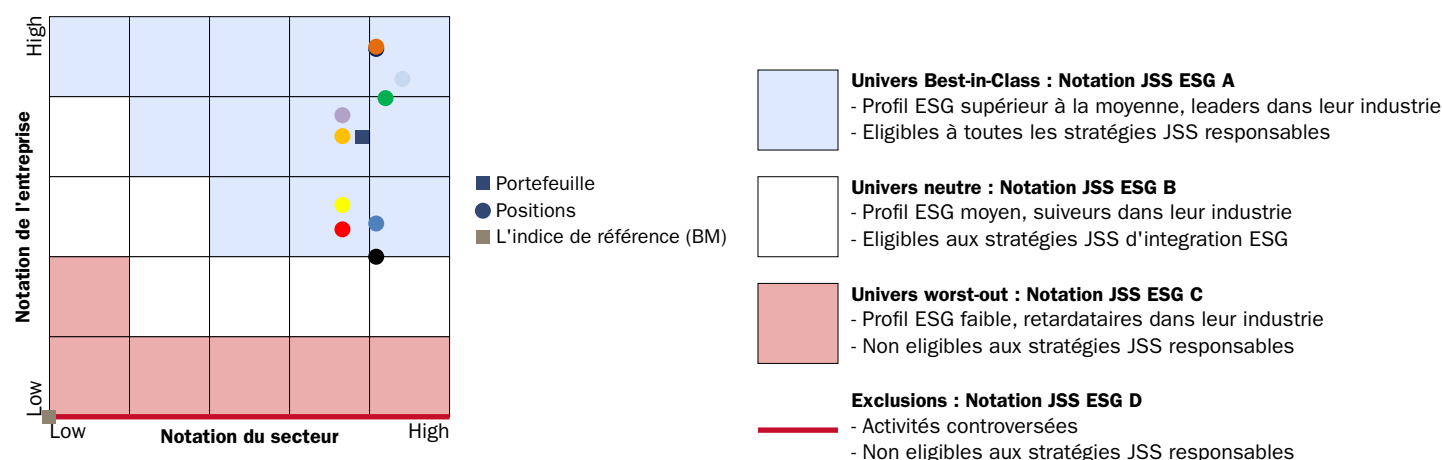 High
Notation de l'entreprise
Low
Low
Notation du secteur
High
Portefeuille
Positions
L'indice de référence (BM)
Univers Best-in-Class : Notation JSS ESG A
- Profil ESG supérieur à la moyenne, leaders dans leur industrie
- Eligibles à toutes les stratégies JSS responsables
Univers neutre : Notation JSS ESG B
- Profil ESG moyen, suiveurs dans leur industrie
- Eligibles aux stratégies JSS d'integration ESG
Univers worst-out : Notation JSS ESG C
- Profil ESG faible, retardataires dans leur industrie
- Non eligibles aux stratégies JSS responsables
Exclusions : Notation JSS ESG D
- Activités controversées
- Non eligibles aux stratégies JSS responsables